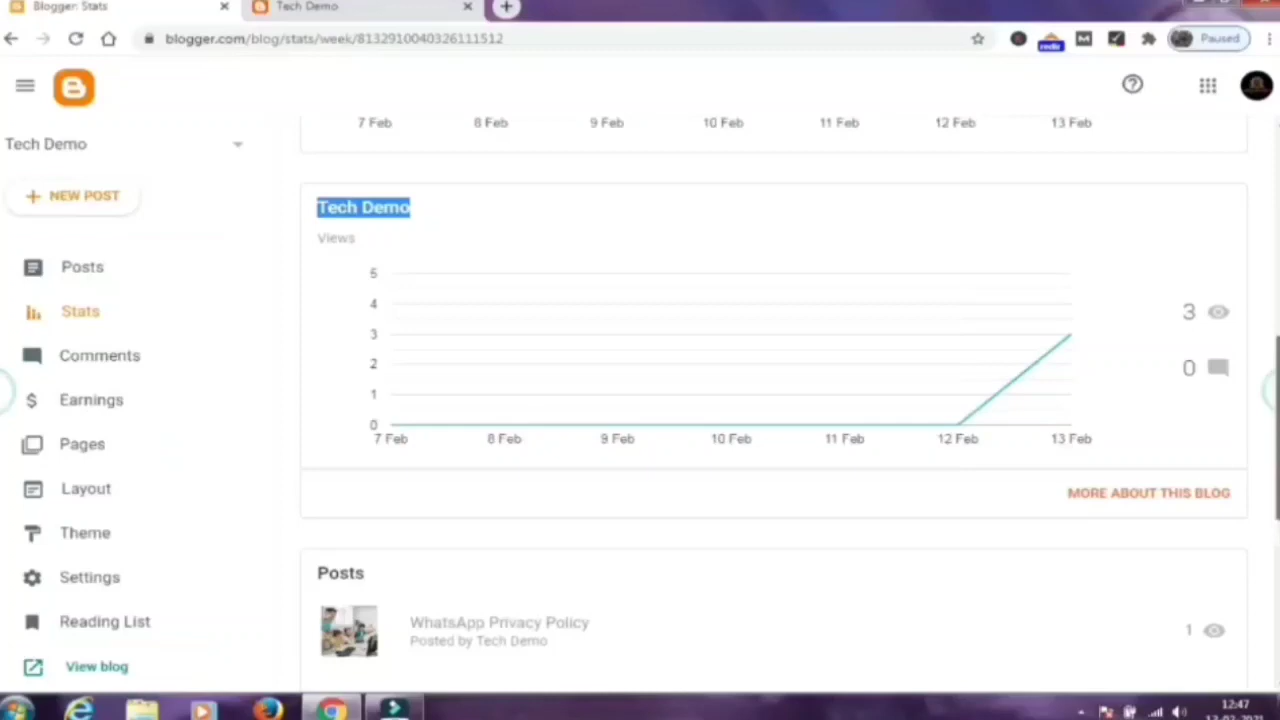 Blogger: Stats
Tech Demo
blogger.com/blog/stats/week/8132910040326111512
Paused
Tech Demo
NEW POST
Posts
Stats
Comments
Earnings
Pages
Layout
Theme
Settings
Reading List
View blog
7 Feb 8 Feb 9 Feb 10 Feb 11 Feb 12 Feb 13 Feb
Tech Demo
Views
5
4
3
2
1
0
7 Feb 8 Feb 9 Feb 10 Feb 11 Feb 12 Feb 13 Feb
3
0
MORE ABOUT THIS BLOG
Posts
WhatsApp Privacy Policy
Posted by Tech Demo
1
12:47